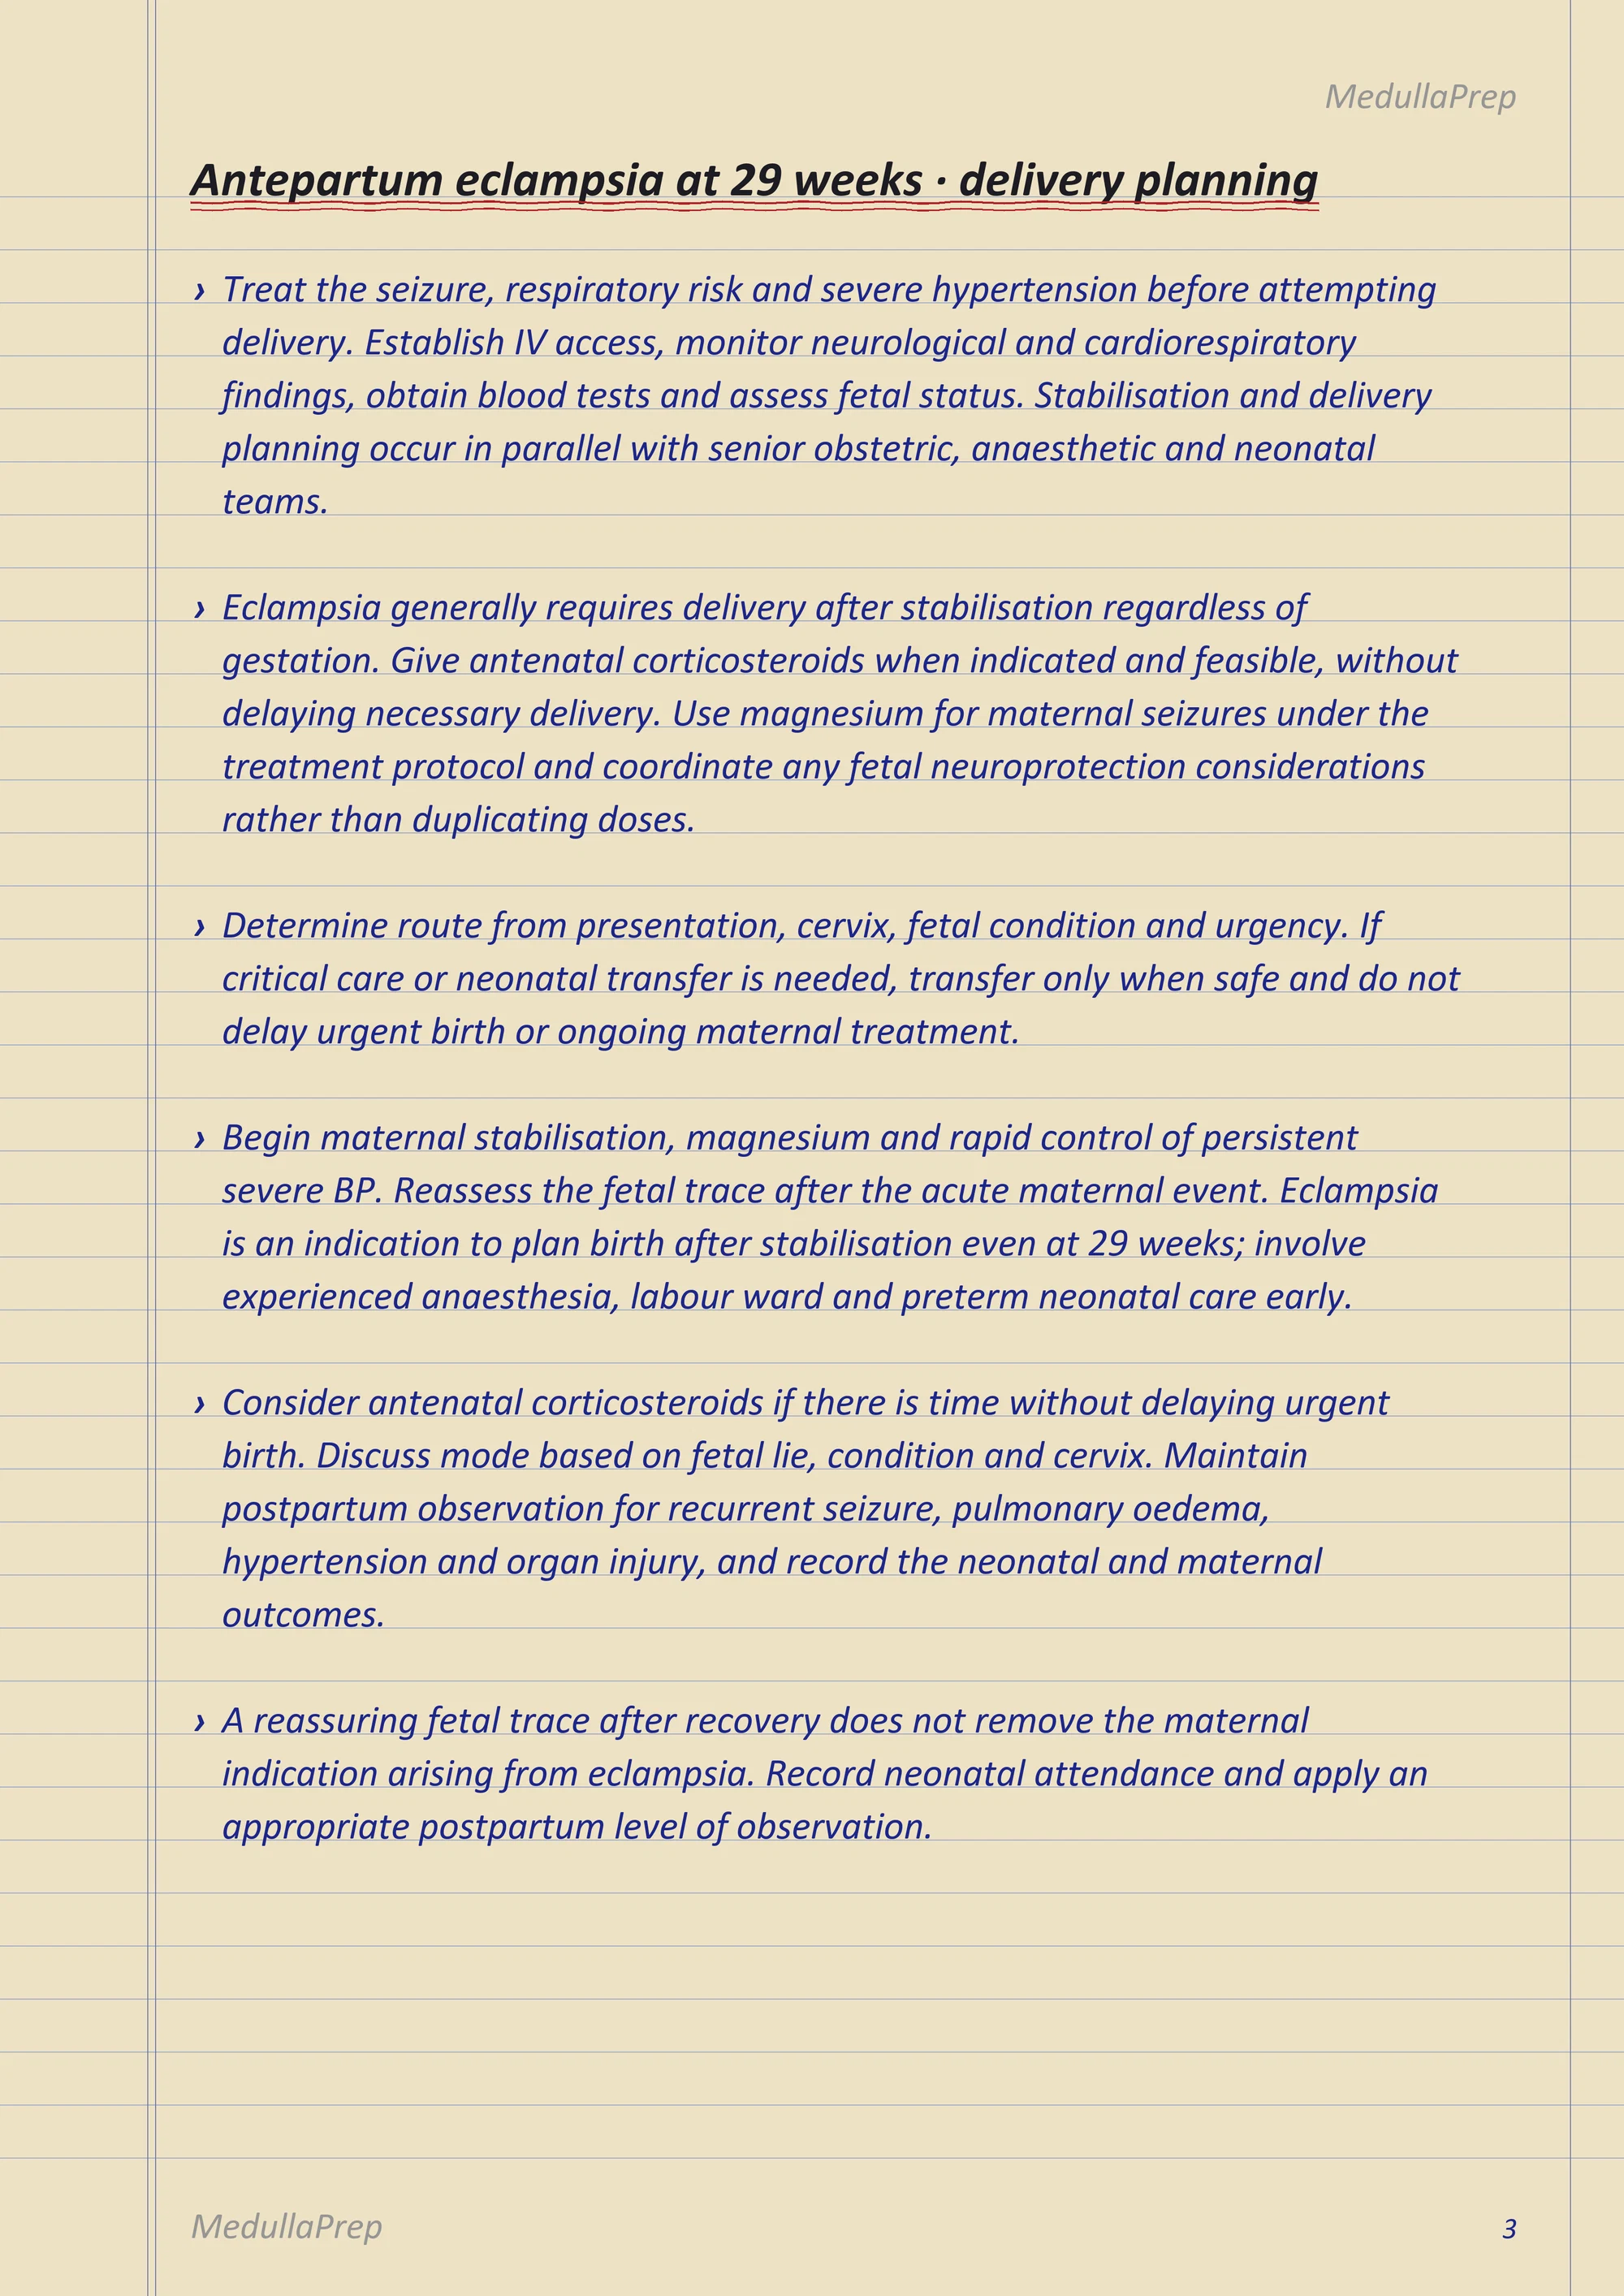 MedullaPrep
Antepartum eclampsia at 29 weeks · delivery planning
› Treat the seizure, respiratory risk and severe hypertension before attempting
delivery. Establish IV access, monitor neurological and cardiorespiratory
findings, obtain blood tests and assess fetal status. Stabilisation and delivery
planning occur in parallel with senior obstetric, anaesthetic and neonatal
teams.
› Eclampsia generally requires delivery after stabilisation regardless of
gestation. Give antenatal corticosteroids when indicated and feasible, without
delaying necessary delivery. Use magnesium for maternal seizures under the
treatment protocol and coordinate any fetal neuroprotection considerations
rather than duplicating doses.
› Determine route from presentation, cervix, fetal condition and urgency. If
critical care or neonatal transfer is needed, transfer only when safe and do not
delay urgent birth or ongoing maternal treatment.
› Begin maternal stabilisation, magnesium and rapid control of persistent
severe BP. Reassess the fetal trace after the acute maternal event. Eclampsia
is an indication to plan birth after stabilisation even at 29 weeks; involve
experienced anaesthesia, labour ward and preterm neonatal care early.
› Consider antenatal corticosteroids if there is time without delaying urgent
birth. Discuss mode based on fetal lie, condition and cervix. Maintain
postpartum observation for recurrent seizure, pulmonary oedema,
hypertension and organ injury, and record the neonatal and maternal
outcomes.
› A reassuring fetal trace after recovery does not remove the maternal
indication arising from eclampsia. Record neonatal attendance and apply an
appropriate postpartum level of observation.
MedullaPrep
3